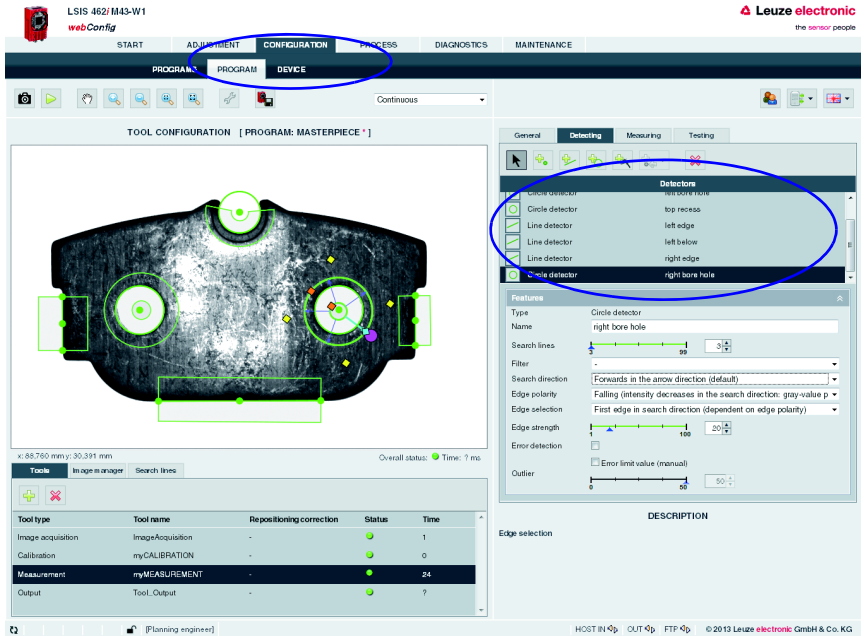 LSIS 462i M43-W1
webConfig
Leuze electronic
the sensor people
START ADJUSTMENT CONFIGURATION PROCESS DIAGNOSTICS MAINTENANCE
PROGRAMS PROGRAM DEVICE
Continuous
TOOL CONFIGURATION [ PROGRAM: MASTERPIECE * ]
General Detecting Measuring Testing
Detectors
Circle detector left bore hole
Circle detector top recess
Line detector left edge
Line detector left below
Line detector right edge
Circle detector right bore hole
Features
Type Circle detector
Name right bore hole
Search lines 3 99 3
Filter -
Search direction Forwards in the arrow direction (default)
Edge polarity Falling (intensity decreases in the search direction: gray-value p
Edge selection First edge in search direction (dependent on edge polarity)
Edge strength 1 100 20
Error detection
Outlier Error limit value (manual)
0 50 50
DESCRIPTION
Edge selection
x: 88,760 mm y: 30,391 mm
Overall status: Time: ? ms
Tools Image manager Search lines
Tool type Tool name Repositioning correction Status Time
Image acquisition ImageAcquisition - 1
Calibration myCALIBRATION - 0
Measurement myMEASUREMENT - 24
Output Tool_Output - ?
[Planning engineer]
HOST IN OUT FTP © 2013 Leuze electronic GmbH & Co. KG